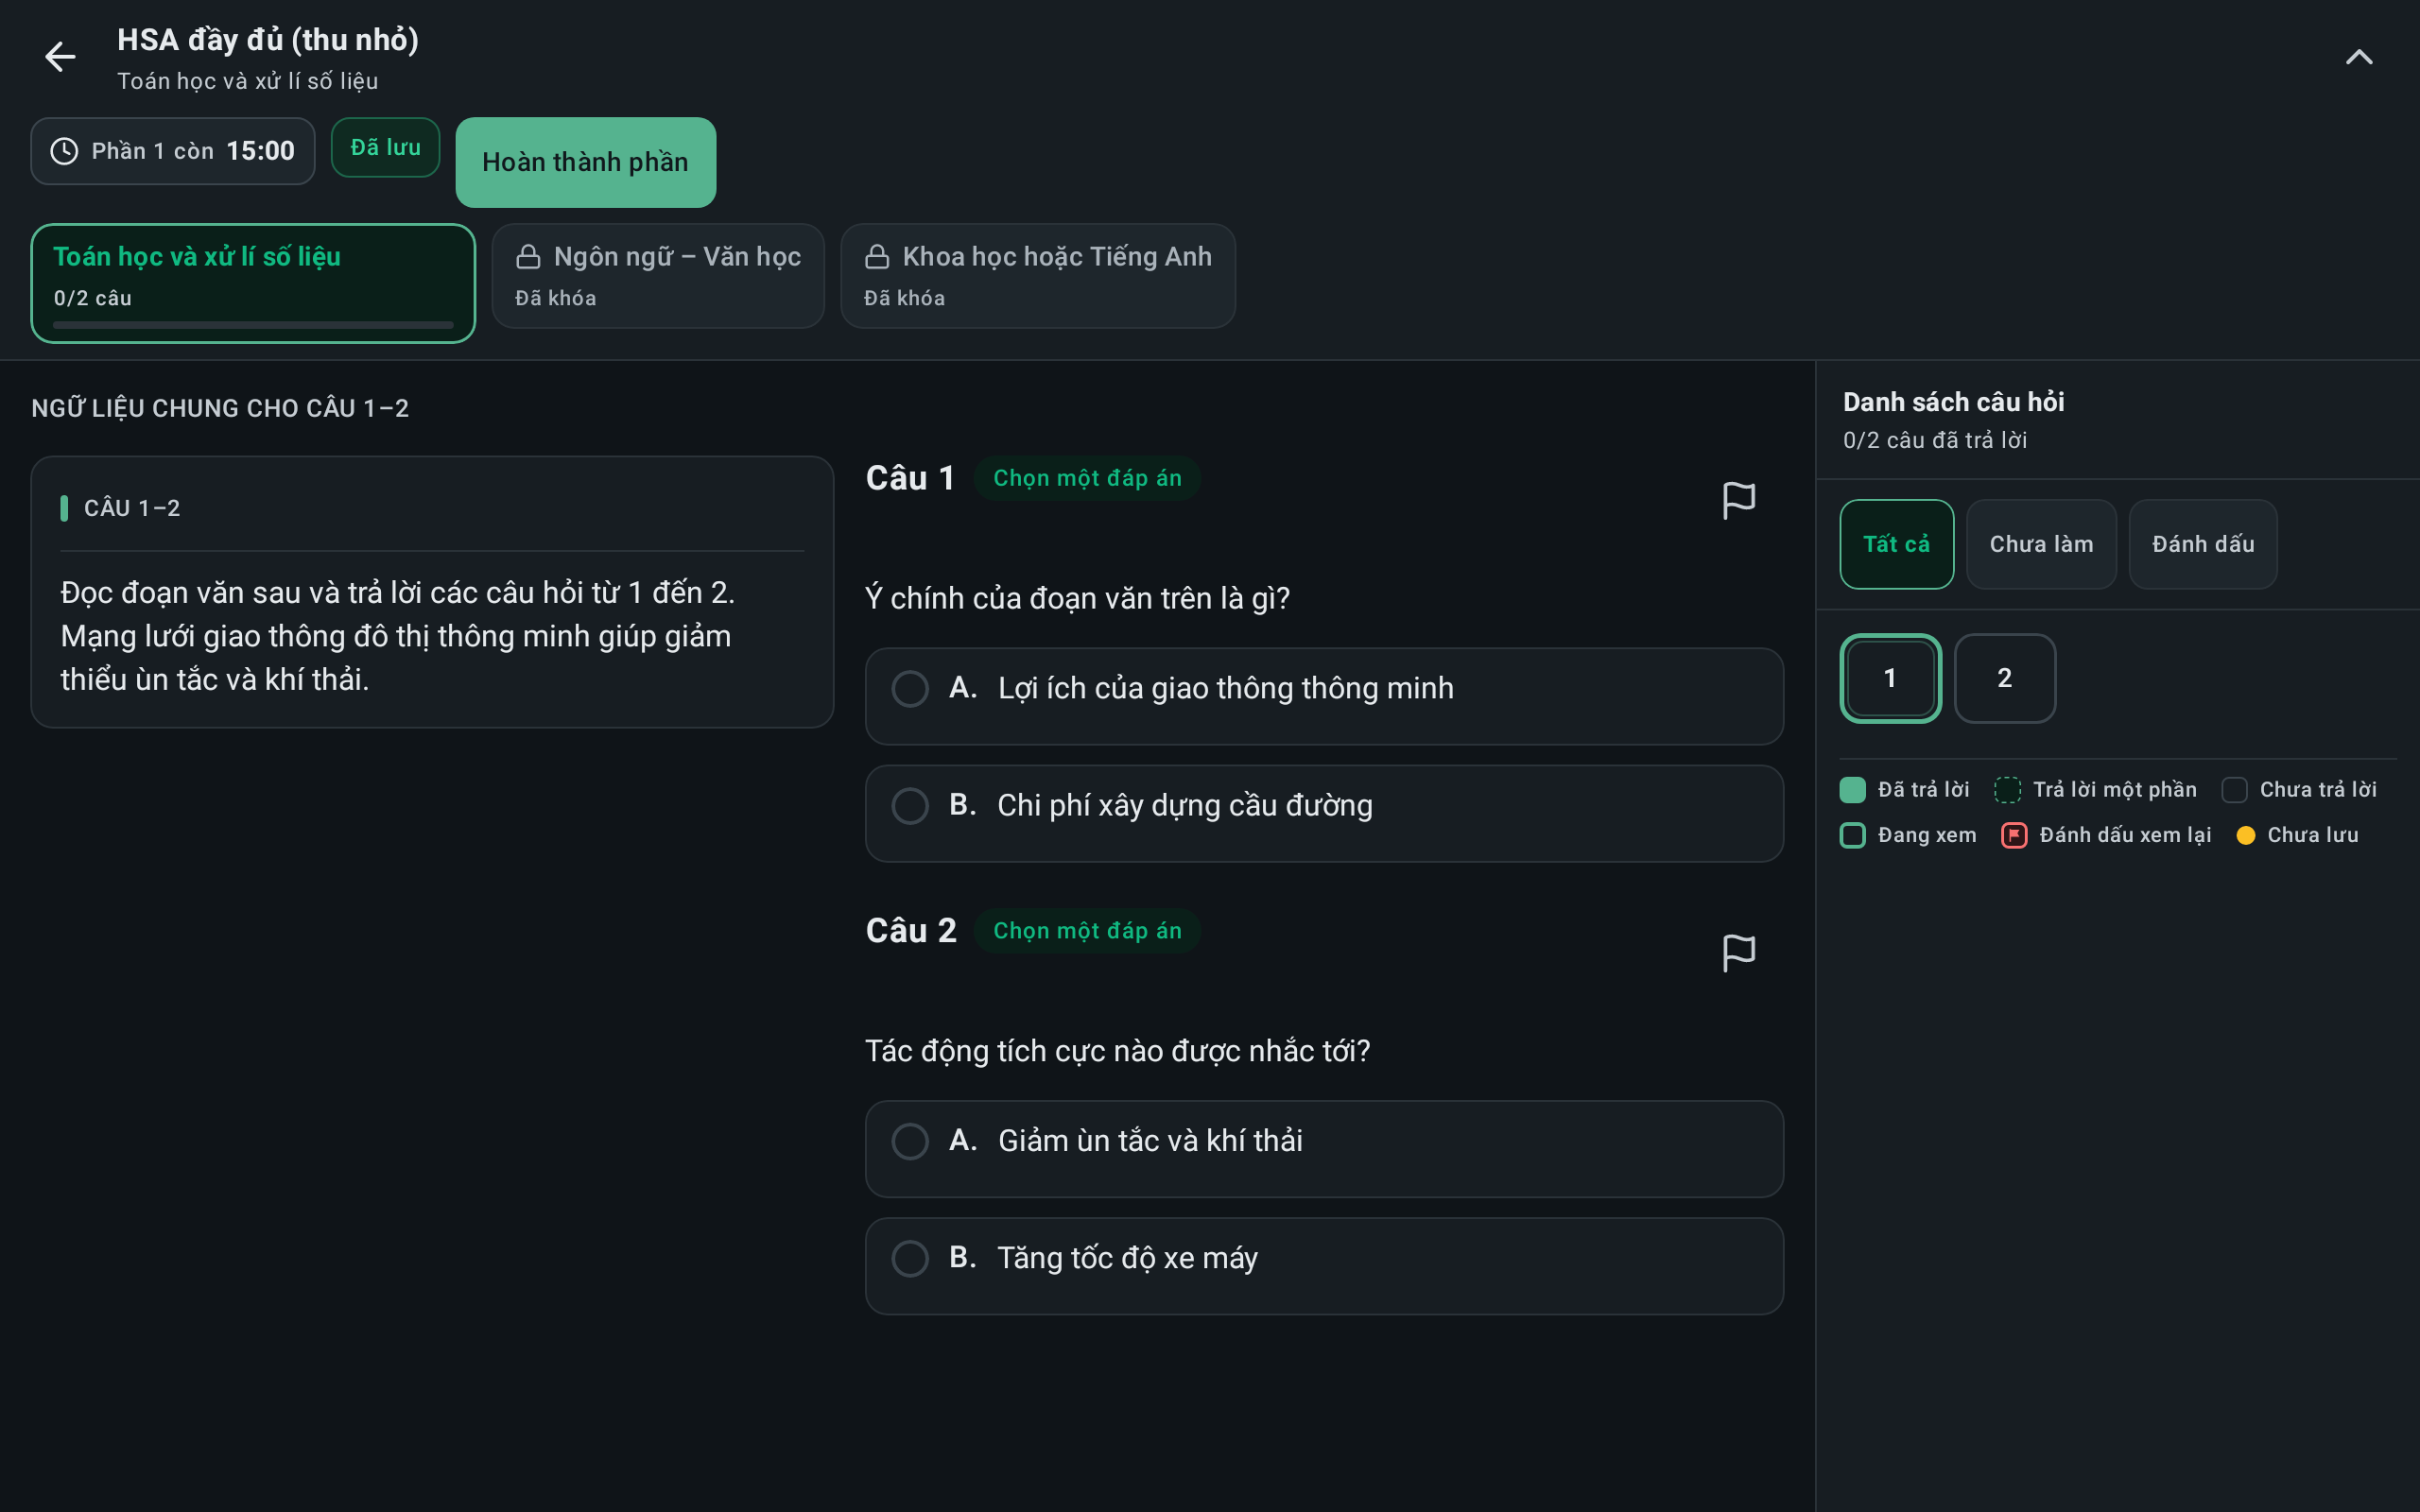 HSA đầy đủ (thu nhỏ)
Toán học và xử lí số liệu
Phần 1 còn 15:00
Đã lưu
Hoàn thành phần
Toán học và xử lí số liệu
0/2 câu
Ngôn ngữ – Văn học
Đã khóa
Khoa học hoặc Tiếng Anh
Đã khóa
NGỮ LIỆU CHUNG CHO CÂU 1–2
CÂU 1–2
Đọc đoạn văn sau và trả lời các câu hỏi từ 1 đến 2.
Mạng lưới giao thông đô thị thông minh giúp giảm
thiểu ùn tắc và khí thải.
Câu 1
Chọn một đáp án
Ý chính của đoạn văn trên là gì?
A. Lợi ích của giao thông thông minh
B. Chi phí xây dựng cầu đường
Câu 2
Chọn một đáp án
Tác động tích cực nào được nhắc tới?
A. Giảm ùn tắc và khí thải
B. Tăng tốc độ xe máy
Danh sách câu hỏi
0/2 câu đã trả lời
Tất cả
Chưa làm
Đánh dấu
1
2
Đã trả lời
Trả lời một phần
Chưa trả lời
Đang xem
Đánh dấu xem lại
Chưa lưu